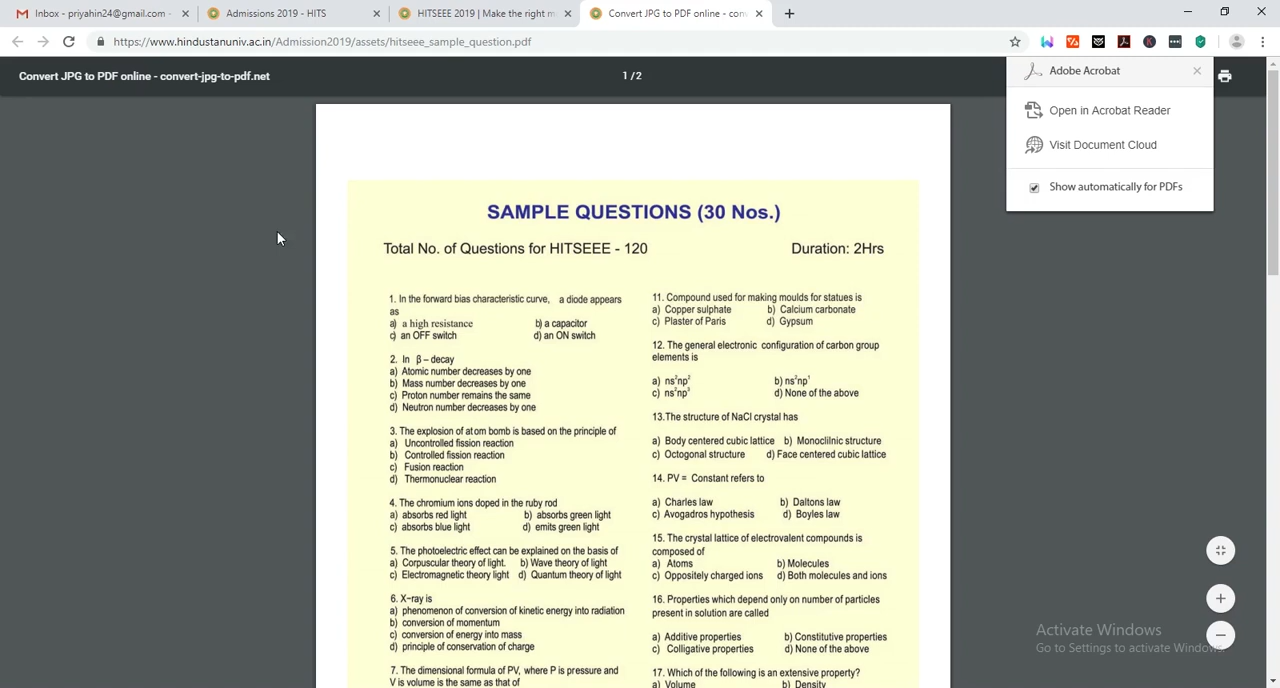 Inbox - priyahin24@gmail.com -
Admissions 2019 - HITS
HITSEEE 2019 | Make the right m
Convert JPG to PDF online - con
https://www.hindustanuniv.ac.in/Admission2019/assets/hitseee_sample_question.pdf
Convert JPG to PDF online - convert-jpg-to-pdf.net
1 / 2
Adobe Acrobat
Open in Acrobat Reader
Visit Document Cloud
Show automatically for PDFs
SAMPLE QUESTIONS (30 Nos.)
Total No. of Questions for HITSEEE - 120 Duration: 2Hrs
1. In the forward bias characteristic curve, a diode appears
as
a) a high resistance b) a capacitor
c) an OFF switch d) an ON switch
2. In β – decay
a) Atomic number decreases by one
b) Mass number decreases by one
c) Proton number remains the same
d) Neutron number decreases by one
3. The explosion of atom bomb is based on the principle of
a) Uncontrolled fission reaction
b) Controlled fission reaction
c) Fusion reaction
d) Thermonuclear reaction
4. The chromium ions doped in the ruby rod
a) absorbs red light b) absorbs green light
c) absorbs blue light d) emits green light
5. The photoelectric effect can be explained on the basis of
a) Corpuscular theory of light. b) Wave theory of light
c) Electromagnetic theory light d) Quantum theory of light
6. X–ray is
a) phenomenon of conversion of kinetic energy into radiation
b) conversion of momentum
c) conversion of energy into mass
d) principle of conservation of charge
7. The dimensional formula of PV, where P is pressure and
V is volume is the same as that of
11. Compound used for making moulds for statues is
a) Copper sulphate b) Calcium carbonate
c) Plaster of Paris d) Gypsum
12. The general electronic configuration of carbon group
elements is
a) ns²np² b) ns²np¹
c) ns²np³ d) None of the above
13.The structure of NaCl crystal has
a) Body centered cubic lattice b) Monoclilnic structure
c) Octogonal structure d) Face centered cubic lattice
14. PV = Constant refers to
a) Charles law b) Daltons law
c) Avogadros hypothesis d) Boyles law
15. The crystal lattice of electrovalent compounds is
composed of
a) Atoms b) Molecules
c) Oppositely charged ions d) Both molecules and ions
16. Properties which depend only on number of particles
present in solution are called
a) Additive properties b) Constitutive properties
c) Colligative properties d) None of the above
17. Which of the following is an extensive property?
a) Volume b) Density
Activate Windows
Go to Settings to activate Windows.